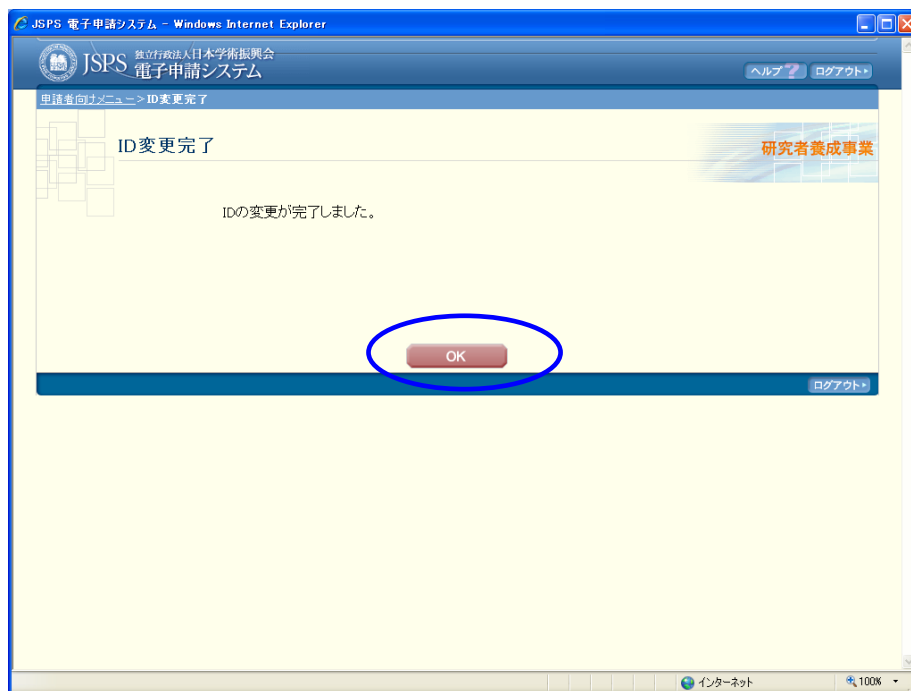 JSPS 電子申請システム - Windows Internet Explorer
JSPS 独立行政法人日本学術振興会
電子申請システム
ヘルプ ? ログアウト
申請者向けメニュー>ID変更完了
ID変更完了
研究者養成事業
IDの変更が完了しました。
OK
ログアウト
インターネット 100%